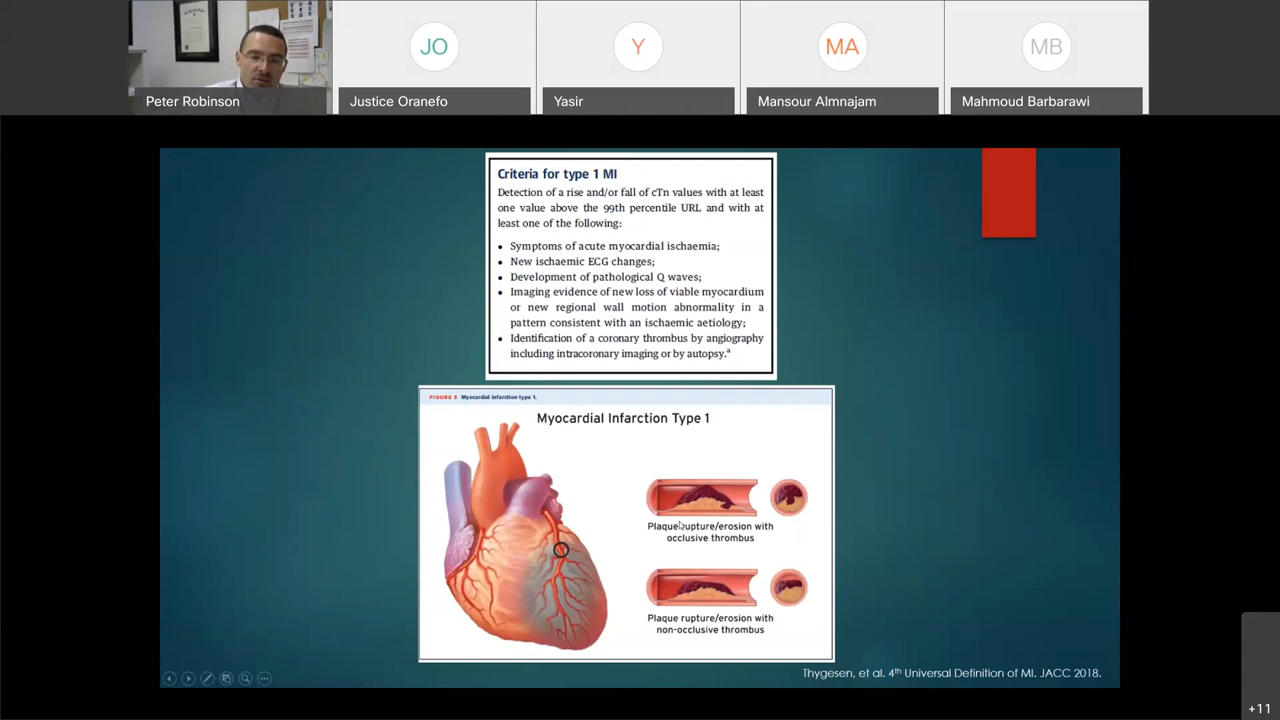 JO
Y
MA
MB
Peter Robinson
Justice Oranefo
Yasir
Mansour Almnajam
Mahmoud Barbarawi
Criteria for type 1 MI
Detection of a rise and/or fall of cTn values with at least
one value above the 99th percentile URL and with at
least one of the following:
• Symptoms of acute myocardial ischaemia;
• New ischaemic ECG changes;
• Development of pathological Q waves;
• Imaging evidence of new loss of viable myocardium
or new regional wall motion abnormality in a
pattern consistent with an ischaemic aetiology;
• Identification of a coronary thrombus by angiography
including intracoronary imaging or by autopsy.a
FIGURE 3 Myocardial infarction type 1.
Myocardial Infarction Type 1
Plaque rupture/erosion with
occlusive thrombus
Plaque rupture/erosion with
non-occlusive thrombus
Thygesen, et al. 4th Universal Definition of MI. JACC 2018.
+11